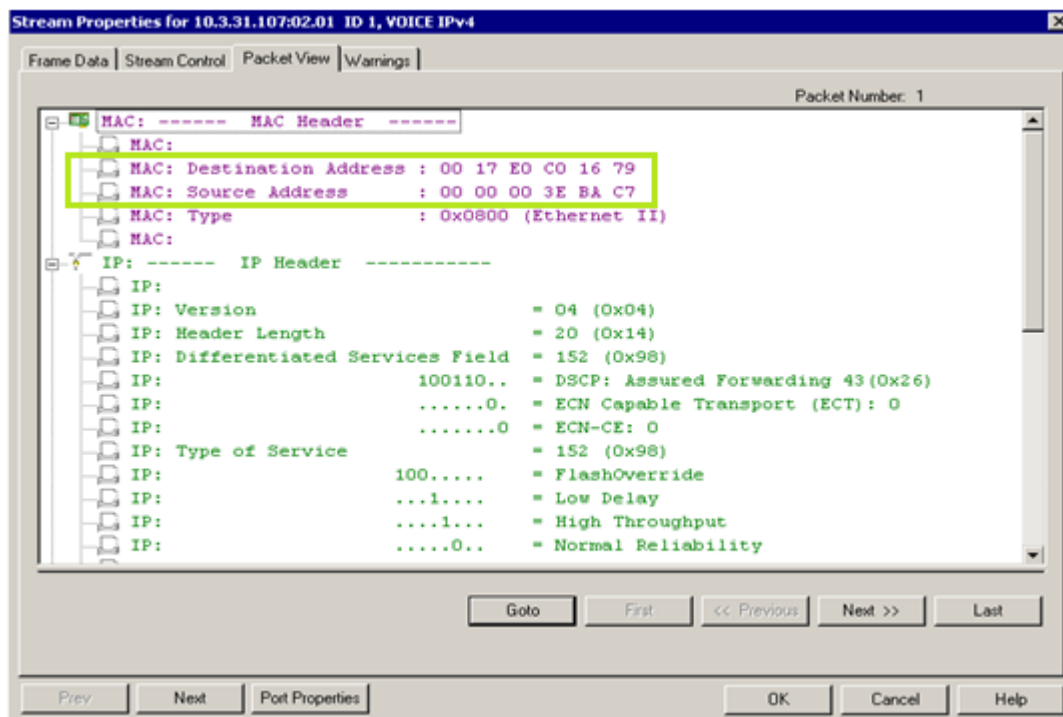 Stream Properties for 10.3.31.107:02.01 ID 1, VOICE IPv4
Frame Data Stream Control Packet View Warnings
Packet Number: 1
MAC: ------ MAC Header ------
MAC:
MAC: Destination Address : 00 17 E0 C0 16 79
MAC: Source Address : 00 00 00 3E BA C7
MAC: Type : 0x0800 (Ethernet II)
MAC:
IP: ------ IP Header -----------
IP:
IP: Version = 04 (0x04)
IP: Header Length = 20 (0x14)
IP: Differentiated Services Field = 152 (0x98)
IP: 100110.. = DSCP: Assured Forwarding 43(0x26)
IP: ......0. = ECN Capable Transport (ECT): 0
IP: .......0 = ECN-CE: 0
IP: Type of Service = 152 (0x98)
IP: 100..... = FlashOverride
IP: ...1.... = Low Delay
IP: ....1... = High Throughput
IP: .....0.. = Normal Reliability
Goto First << Previous Next >> Last
Prev Next Port Properties OK Cancel Help